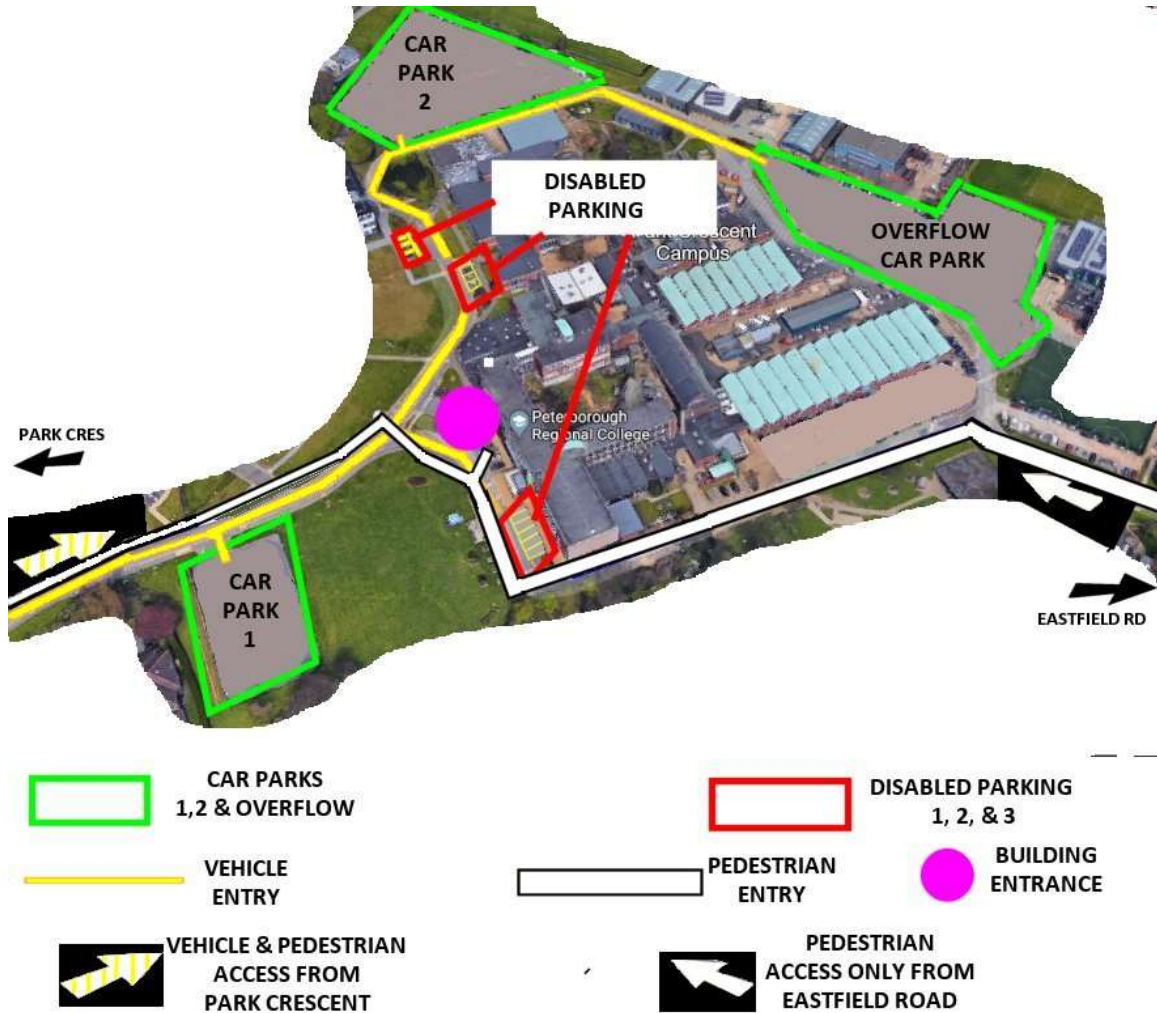 CAR
PARK
2
DISABLED
PARKING
Crescent
Campus
OVERFLOW
CAR PARK
Peterborough
Regional College
PARK CRES
CAR
PARK
1
EASTFIELD RD
CAR PARKS
1,2 & OVERFLOW
DISABLED PARKING
1, 2, & 3
VEHICLE
ENTRY
PEDESTRIAN
ENTRY
BUILDING
ENTRANCE
VEHICLE & PEDESTRIAN
ACCESS FROM
PARK CRESCENT
PEDESTRIAN
ACCESS ONLY FROM
EASTFIELD ROAD